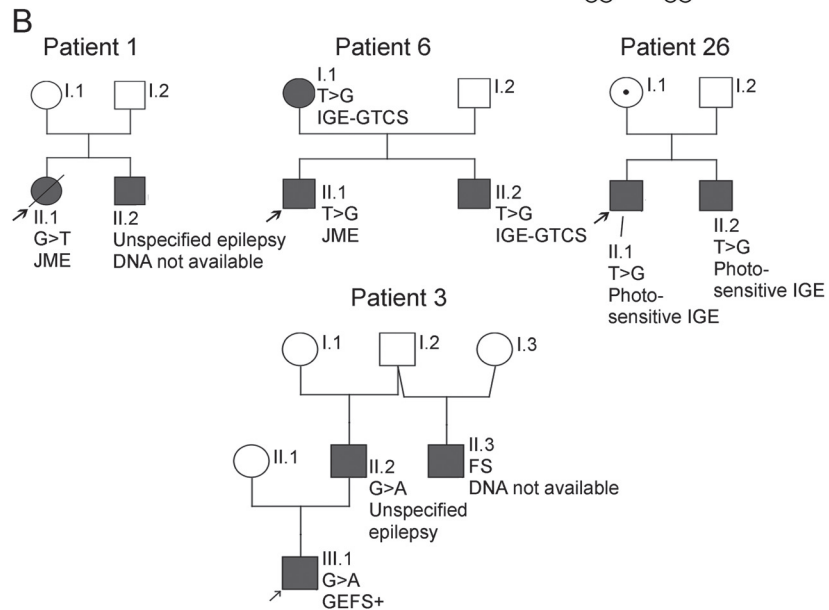 B
Patient 1
I.1
I.2
II.1
G>T
JME
II.2
Unspecified epilepsy
DNA not available
Patient 6
I.1
T>G
IGE-GTCS
I.2
II.1
T>G
JME
II.2
T>G
IGE-GTCS
Patient 26
I.1
I.2
II.1
T>G
Photo-
sensitive IGE
II.2
T>G
Photo-
sensitive IGE
Patient 3
I.1
I.2
I.3
II.1
II.2
G>A
Unspecified
epilepsy
II.3
FS
DNA not available
III.1
G>A
GEFS+